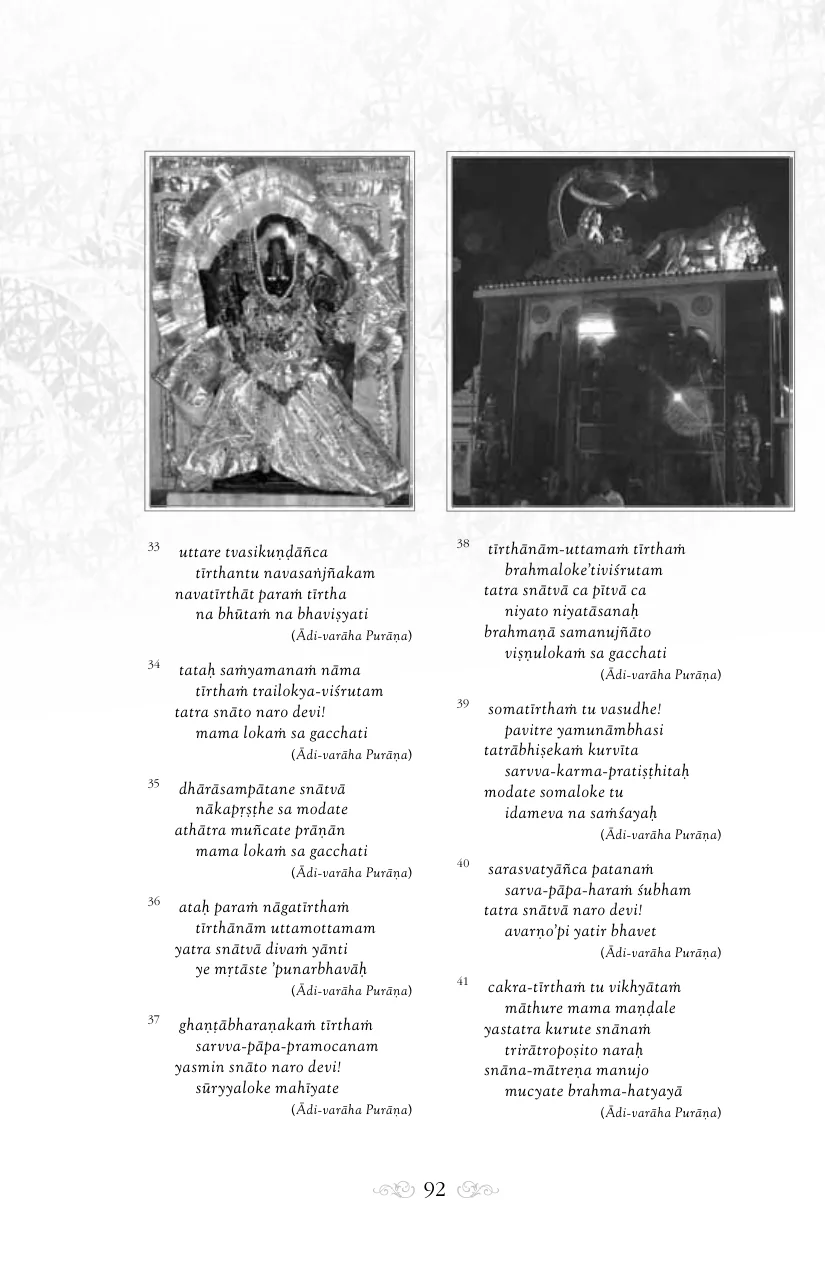 33 uttare tvasikuṇḍāñca
tīrthantu navasaṅjñakam
navatīrthāt paraṁ tīrtha
na bhūtaṁ na bhaviṣyati
(Ādi-varāha Purāṇa)
34 tataḥ saṁyamanaṁ nāma
tīrthaṁ trailokya-viśrutam
tatra snāto naro devi!
mama lokaṁ sa gacchati
(Ādi-varāha Purāṇa)
35 dhārāsampātane snātvā
nākapṛṣṭhe sa modate
athātra muñcate prāṇān
mama lokaṁ sa gacchati
(Ādi-varāha Purāṇa)
36 ataḥ paraṁ nāgatīrthaṁ
tīrthānām uttamottamam
yatra snātvā divaṁ yānti
ye mṛtāste ’punarbhavāḥ
(Ādi-varāha Purāṇa)
37 ghaṇṭābharaṇakaṁ tīrthaṁ
sarvva-pāpa-pramocanam
yasmin snāto naro devi!
sūryyaloke mahīyate
(Ādi-varāha Purāṇa)
38 tīrthānām-uttamaṁ tīrthaṁ
brahmaloke’tiviśrutam
tatra snātvā ca pītvā ca
niyato niyatāsanaḥ
brahmaṇā samanujñāto
viṣṇulokaṁ sa gacchati
(Ādi-varāha Purāṇa)
39 somatīrthaṁ tu vasudhe!
pavitre yamunāmbhasi
tatrābhiṣekaṁ kurvīta
sarvva-karma-pratiṣṭhitaḥ
modate somaloke tu
idameva na saṁśayaḥ
(Ādi-varāha Purāṇa)
40 sarasvatyāñca patanaṁ
sarva-pāpa-haraṁ śubham
tatra snātvā naro devi!
avarṇo’pi yatir bhavet
(Ādi-varāha Purāṇa)
41 cakra-tīrthaṁ tu vikhyātaṁ
māthure mama maṇḍale
yastatra kurute snānaṁ
trirātropoṣito naraḥ
snāna-mātreṇa manujo
mucyate brahma-hatyayā
(Ādi-varāha Purāṇa)
92